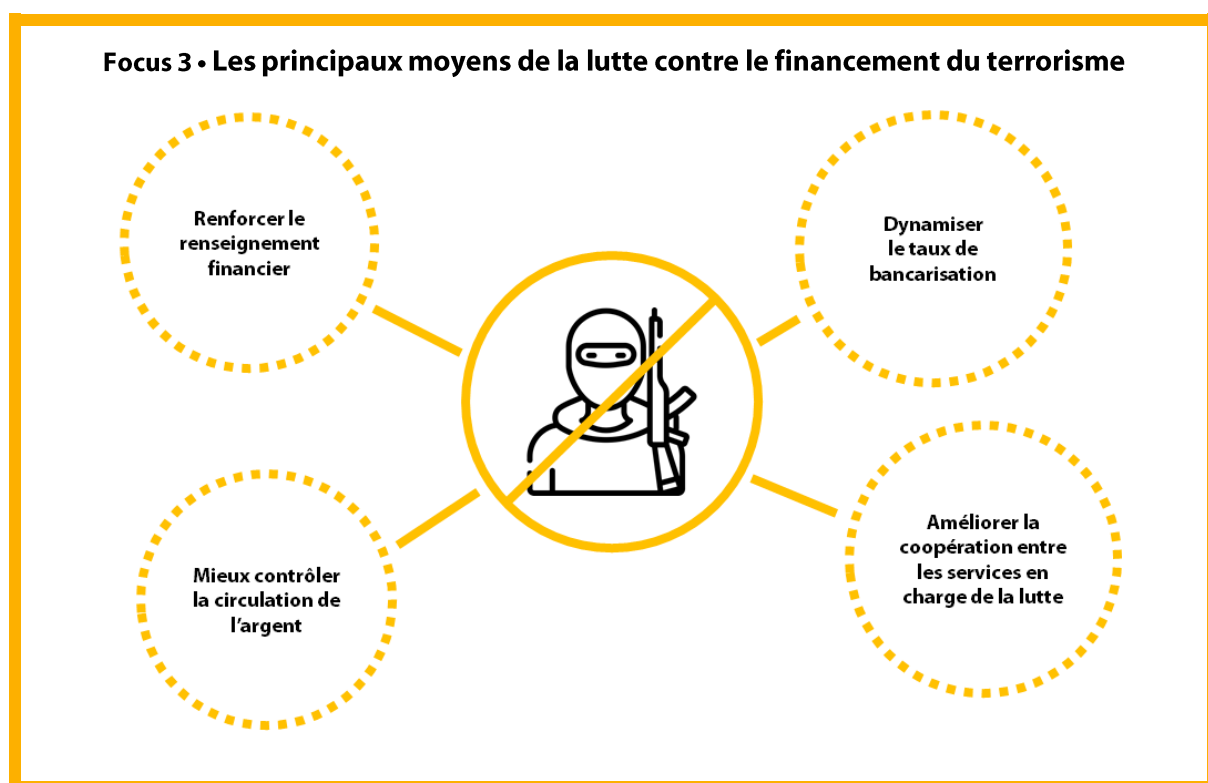 Focus 3 • Les principaux moyens de la lutte contre le financement du terrorisme
Renforcer le
renseignement
financier
Dynamiser
le taux de
bancarisation
Mieux contrôler
la circulation de
l’argent
Améliorer la
coopération entre
les services en
charge de la lutte